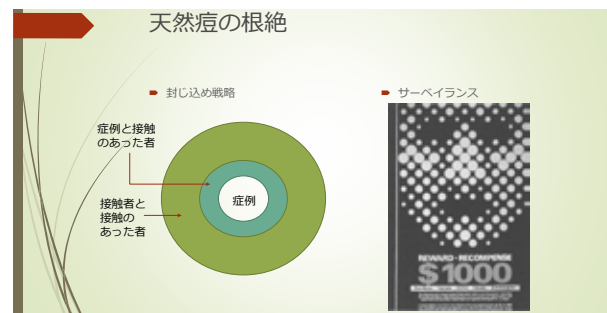 天然痘の根絶
封じ込め戦略
サーベイランス
症例と接触
のあった者
接触者と
接触の
あった者
症例
REWARD・RECOMPENSE
$1000